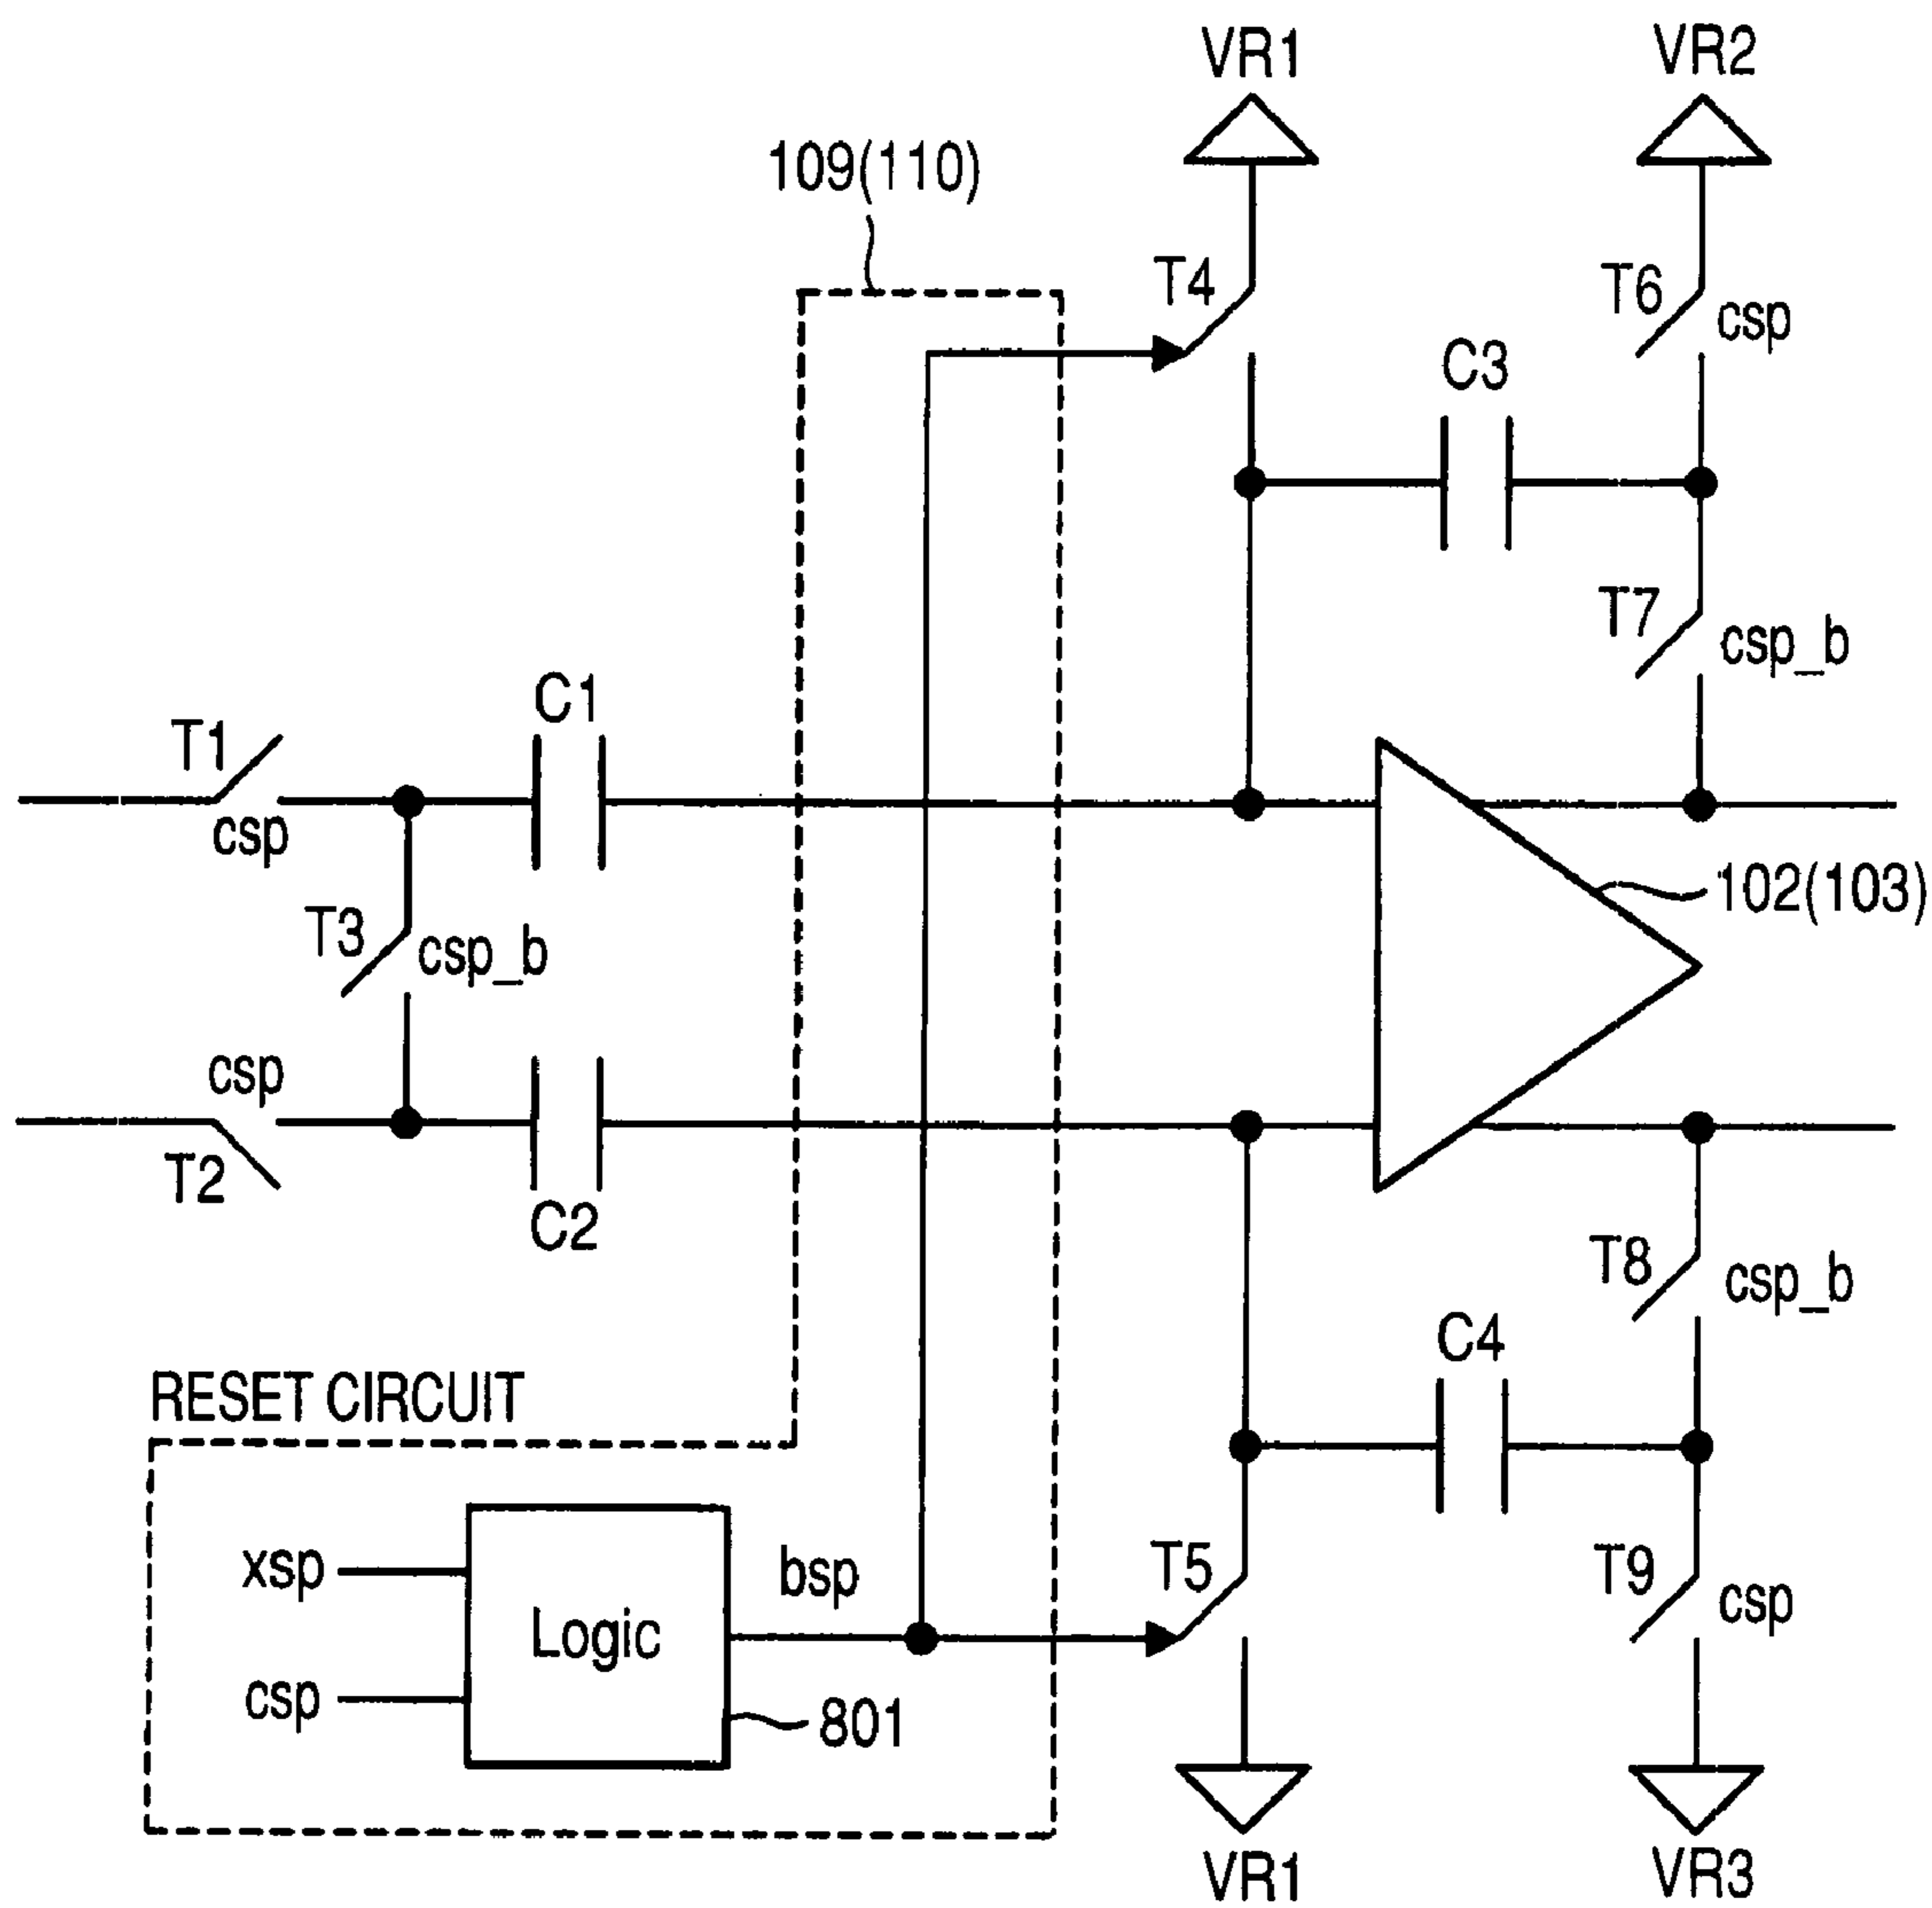 VR1
VR2
109(110)
T4
T6
csp
C3
T7
csp_b
C1
T1
csp
102(103)
T3
csp_b
csp
T2
C2
T8
csp_b
C4
RESET CIRCUIT
xsp
bsp
T5
T9
csp
Logic
csp
801
VR1
VR3